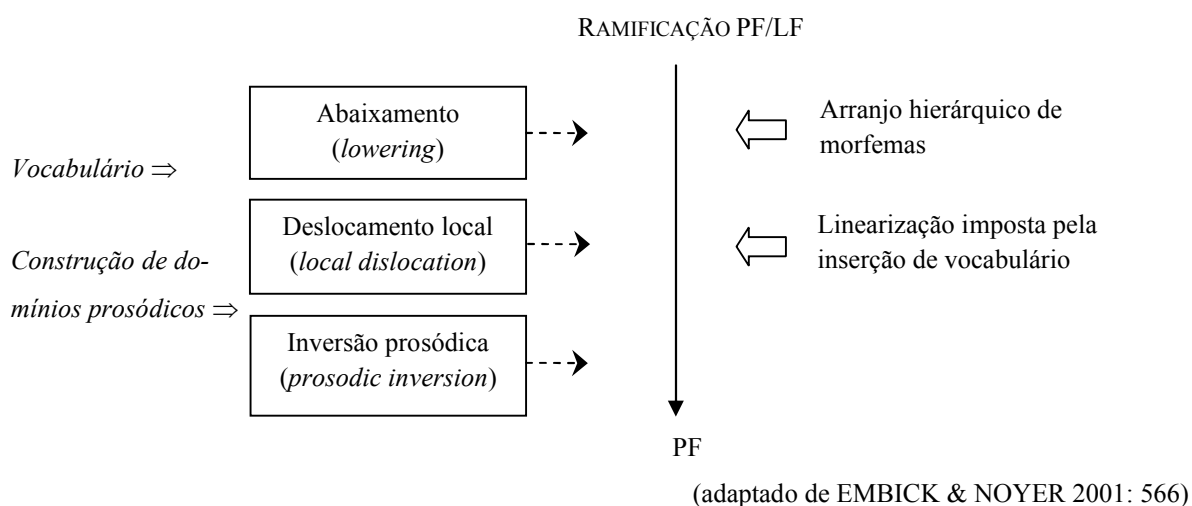 RAMIFICAÇÃO PF/LF
Abaixamento
(lowering)
Arranjo hierárquico de
morfemas
Vocabulário ⇒
Deslocamento local
(local dislocation)
Linearização imposta pela
inserção de vocabulário
Construção de do-
mínios prosódicos ⇒
Inversão prosódica
(prosodic inversion)
PF
(adaptado de EMBICK & NOYER 2001: 566)